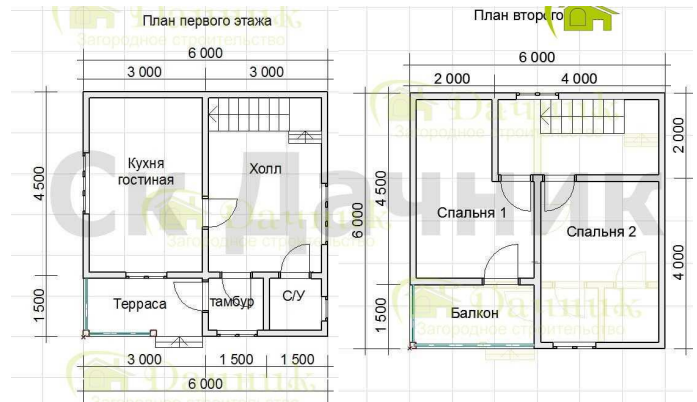 План первого этажа
6 000
3 000
3 000
4 500
1 500
Кухня
гостиная
Холл
Терраса
тамбур
С/У
3 000
1 500
1 500
6 000
План второго
6 000
2 000
4 000
6 000
4 500
1 500
2 000
4 000
Спальня 1
Спальня 2
Балкон
Ск Дачник
Дачник
Загородное строительство